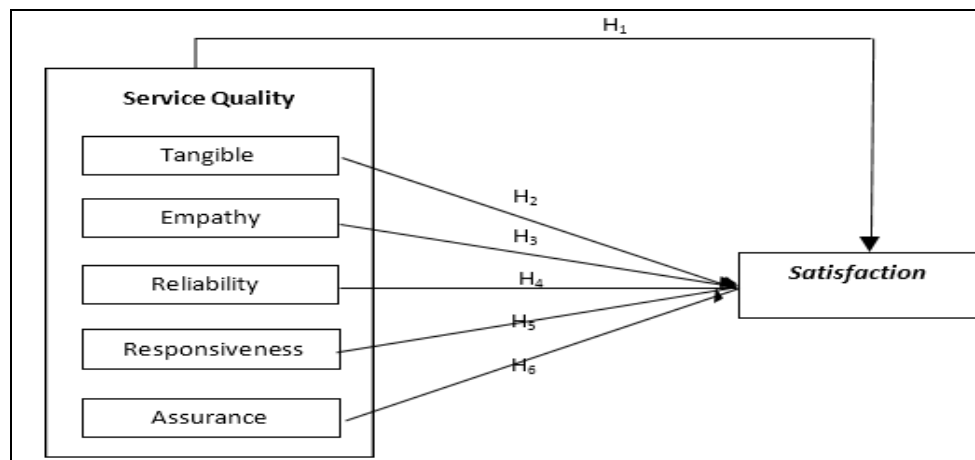 H₁
Service Quality
Tangible
H₂
Empathy
H₃
Satisfaction
Reliability
H₄
H₅
Responsiveness
H₆
Assurance